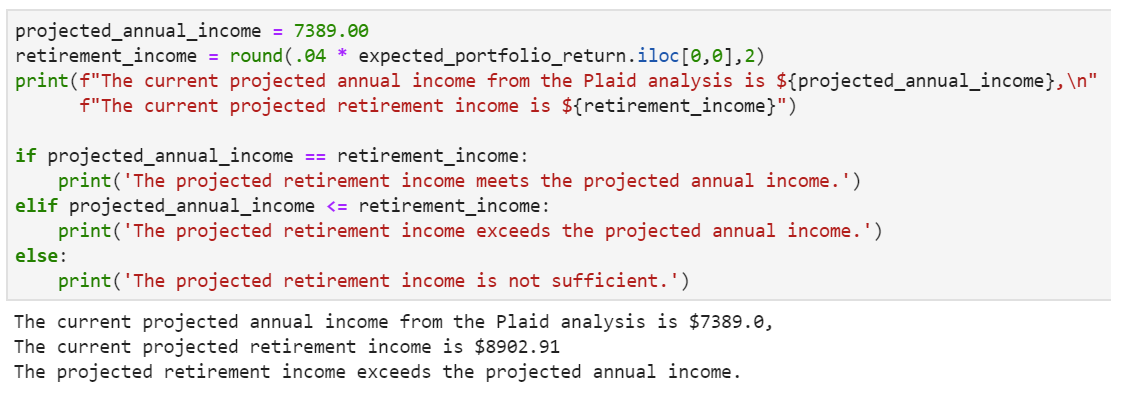 projected_annual_income = 7389.00
retirement_income = round(.04 * expected_portfolio_return.iloc[0,0],2)
print(f"The current projected annual income from the Plaid analysis is ${projected_annual_income},\n"
      f"The current projected retirement income is ${retirement_income}")

if projected_annual_income == retirement_income:
    print('The projected retirement income meets the projected annual income.')
elif projected_annual_income <= retirement_income:
    print('The projected retirement income exceeds the projected annual income.')
else:
    print('The projected retirement income is not sufficient.')
The current projected annual income from the Plaid analysis is $7389.0,
The current projected retirement income is $8902.91
The projected retirement income exceeds the projected annual income.